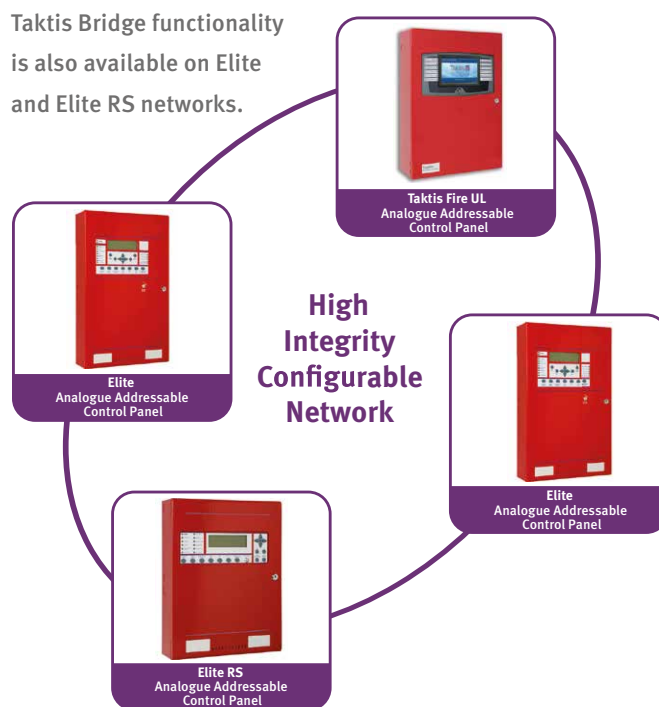 Taktis Bridge functionality
is also available on Elite
and Elite RS networks.
Taktis Fire UL
Analogue Addressable
Control Panel
Elite
Analogue Addressable
Control Panel
High
Integrity
Configurable
Network
Elite
Analogue Addressable
Control Panel
Elite RS
Analogue Addressable
Control Panel